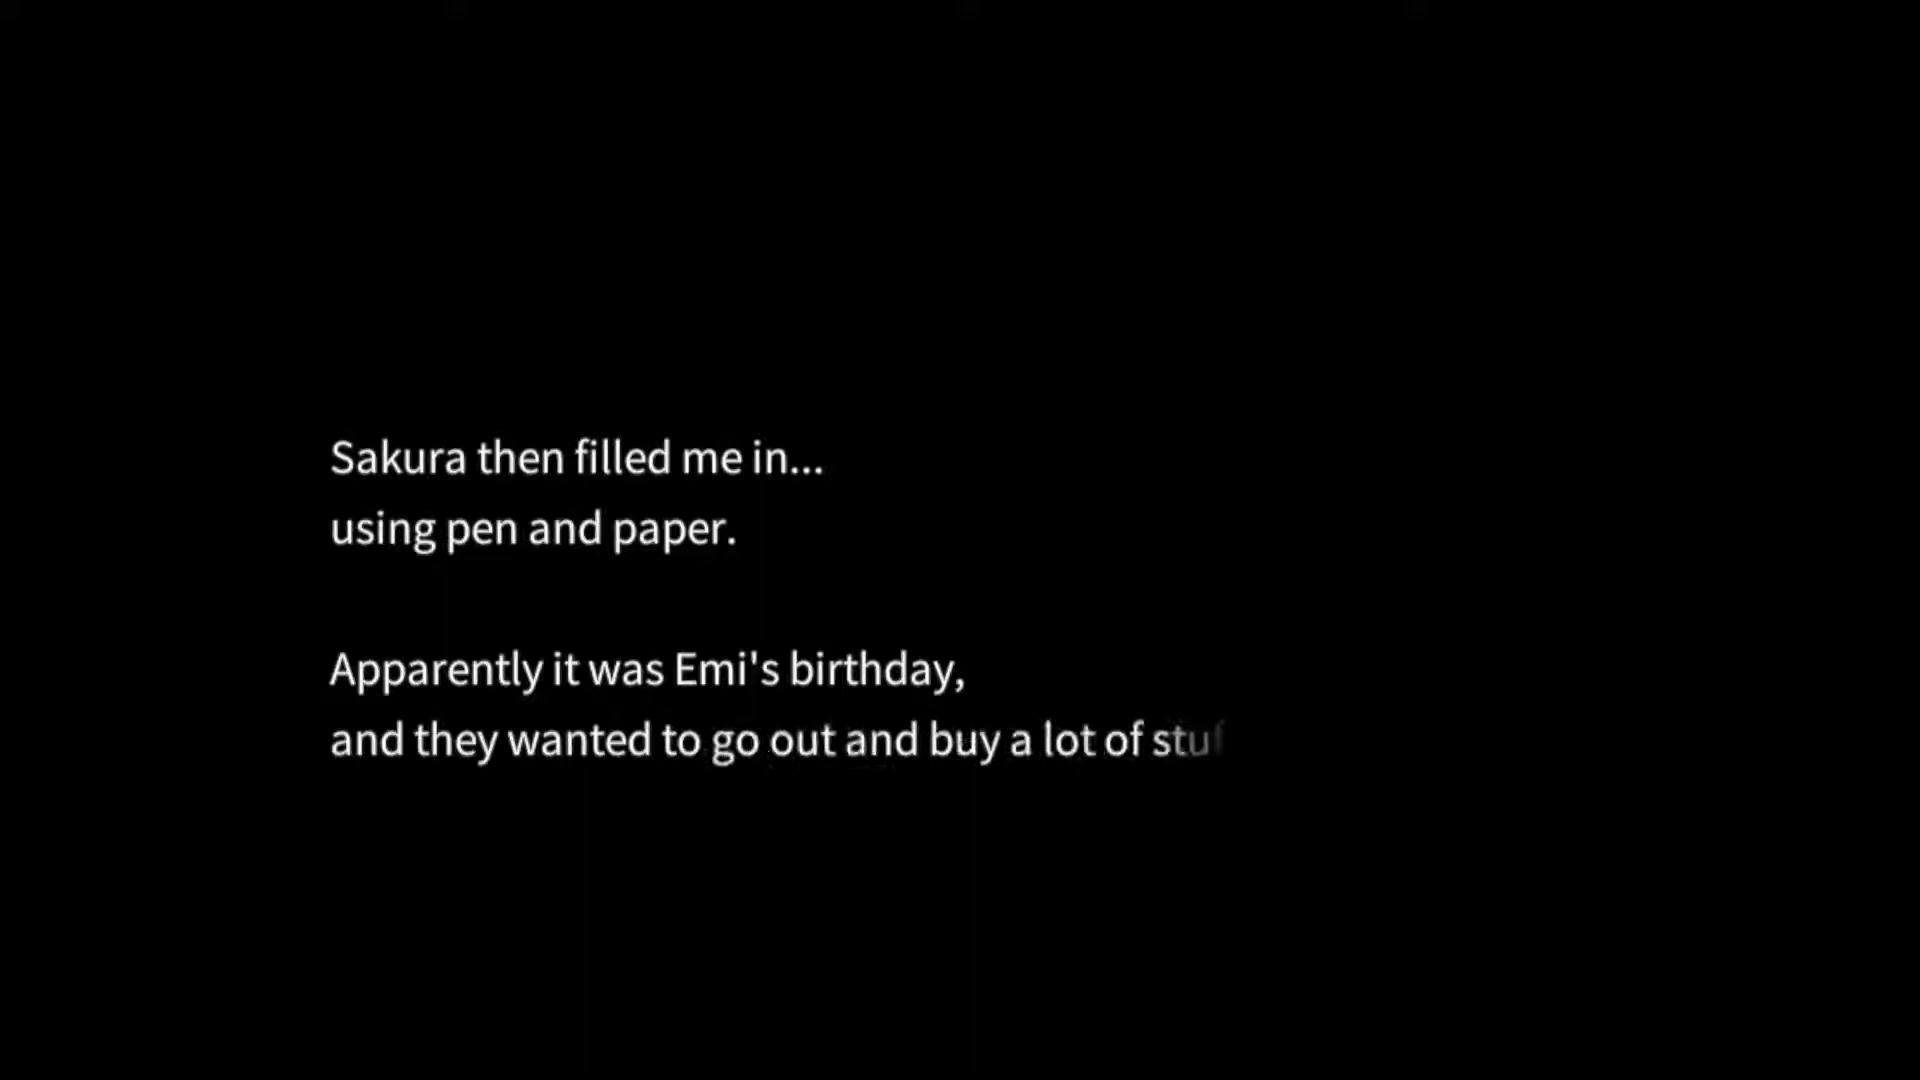 Sakura then filled me in...
using pen and paper.
Apparently it was Emi's birthday,
and they wanted to go out and buy a lot of stuf